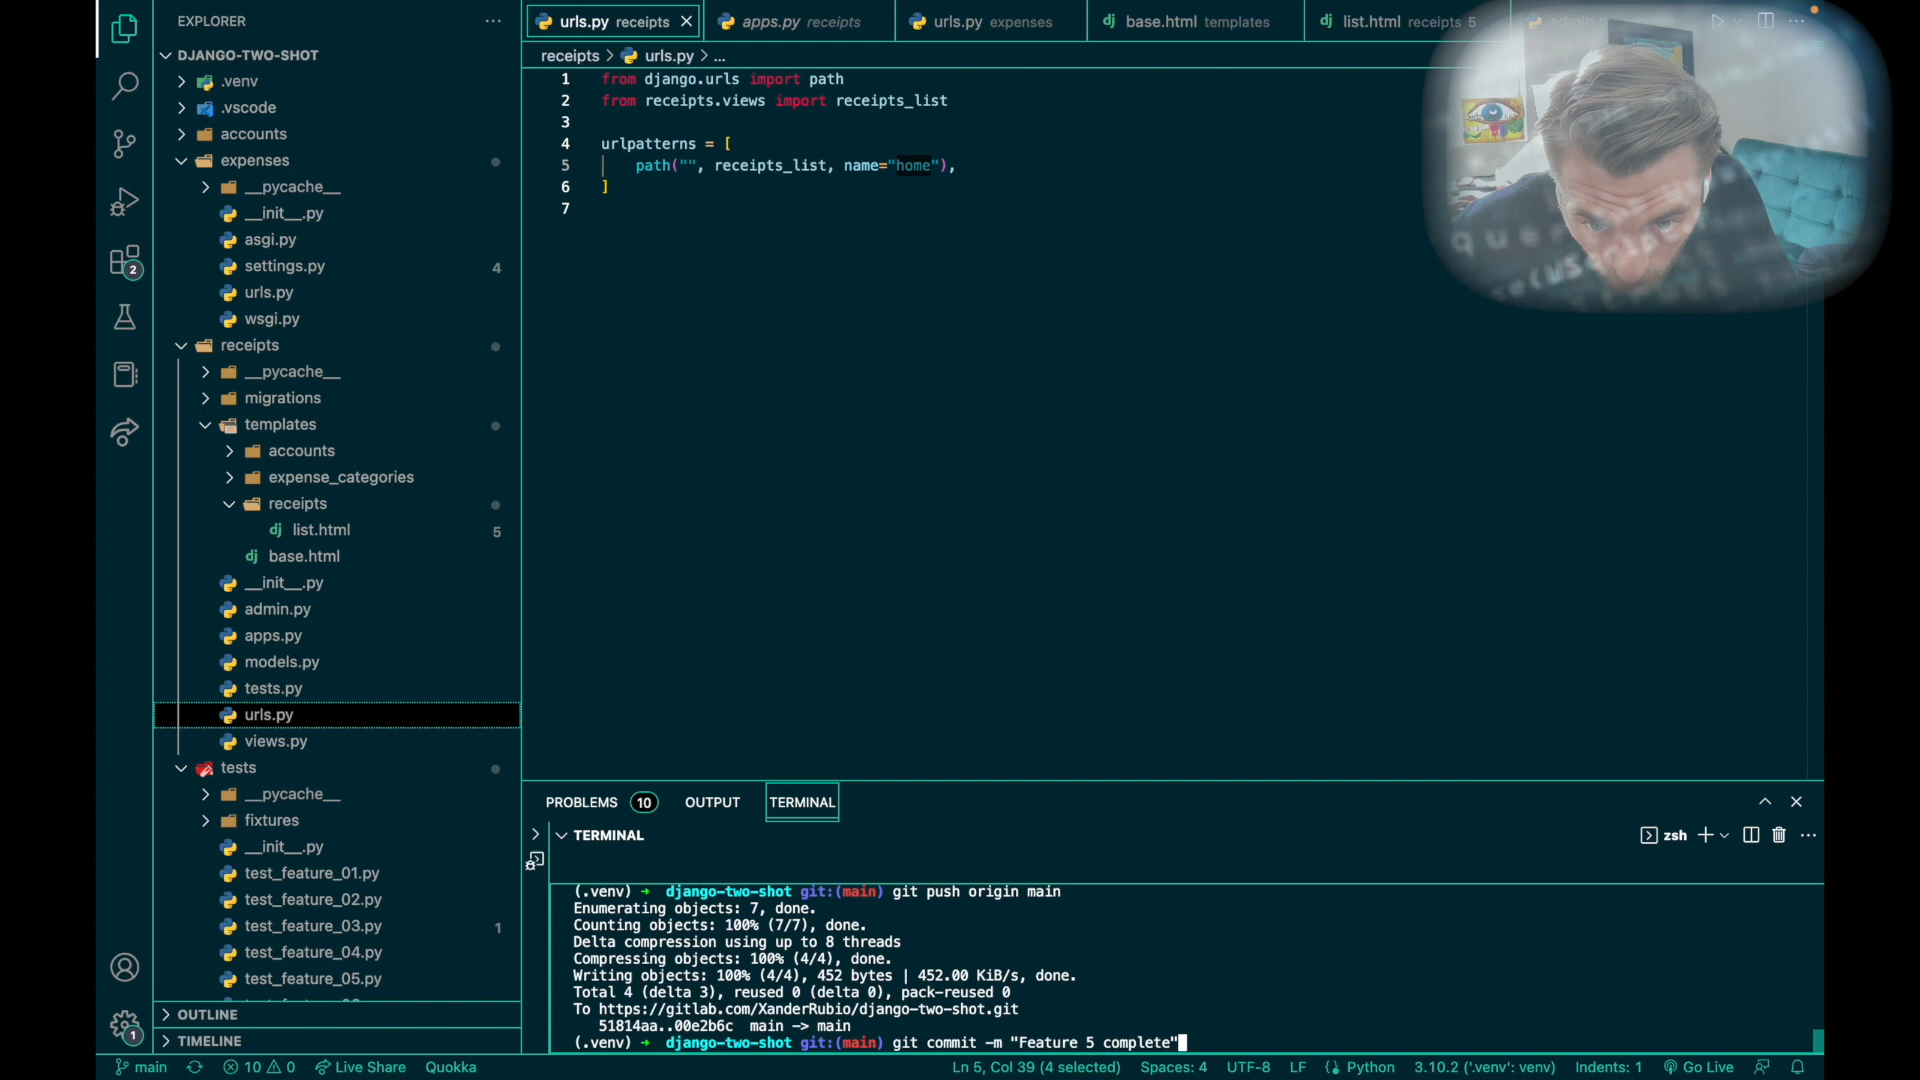 EXPLORER
DJANGO-TWO-SHOT
.venv
.vscode
accounts
expenses
__pycache__
__init__.py
asgi.py
settings.py 4
urls.py
wsgi.py
receipts
__pycache__
migrations
templates
accounts
expense_categories
receipts
list.html 5
base.html
__init__.py
admin.py
apps.py
models.py
tests.py
urls.py
views.py
tests
__pycache__
fixtures
__init__.py
test_feature_01.py
test_feature_02.py
test_feature_03.py 1
test_feature_04.py
test_feature_05.py
OUTLINE
TIMELINE
2
1
urls.py receipts
apps.py receipts
urls.py expenses
base.html templates
list.html receipts 5
receipts > urls.py > ...
1 from django.urls import path
2 from receipts.views import receipts_list
3
4 urlpatterns = [
5 path("", receipts_list, name="home"),
6 ]
7
PROBLEMS 10 OUTPUT TERMINAL
TERMINAL
zsh
(.venv) → django-two-shot git:(main) git push origin main
Enumerating objects: 7, done.
Counting objects: 100% (7/7), done.
Delta compression using up to 8 threads
Compressing objects: 100% (4/4), done.
Writing objects: 100% (4/4), 452 bytes | 452.00 KiB/s, done.
Total 4 (delta 3), reused 0 (delta 0), pack-reused 0
To https://gitlab.com/XanderRubio/django-two-shot.git
51814aa..00e2b6c main -> main
(.venv) → django-two-shot git:(main) git commit -m "Feature 5 complete"
main 10 0 Live Share Quokka Ln 5, Col 39 (4 selected) Spaces: 4 UTF-8 LF Python 3.10.2 ('.venv': venv) Indents: 1 Go Live